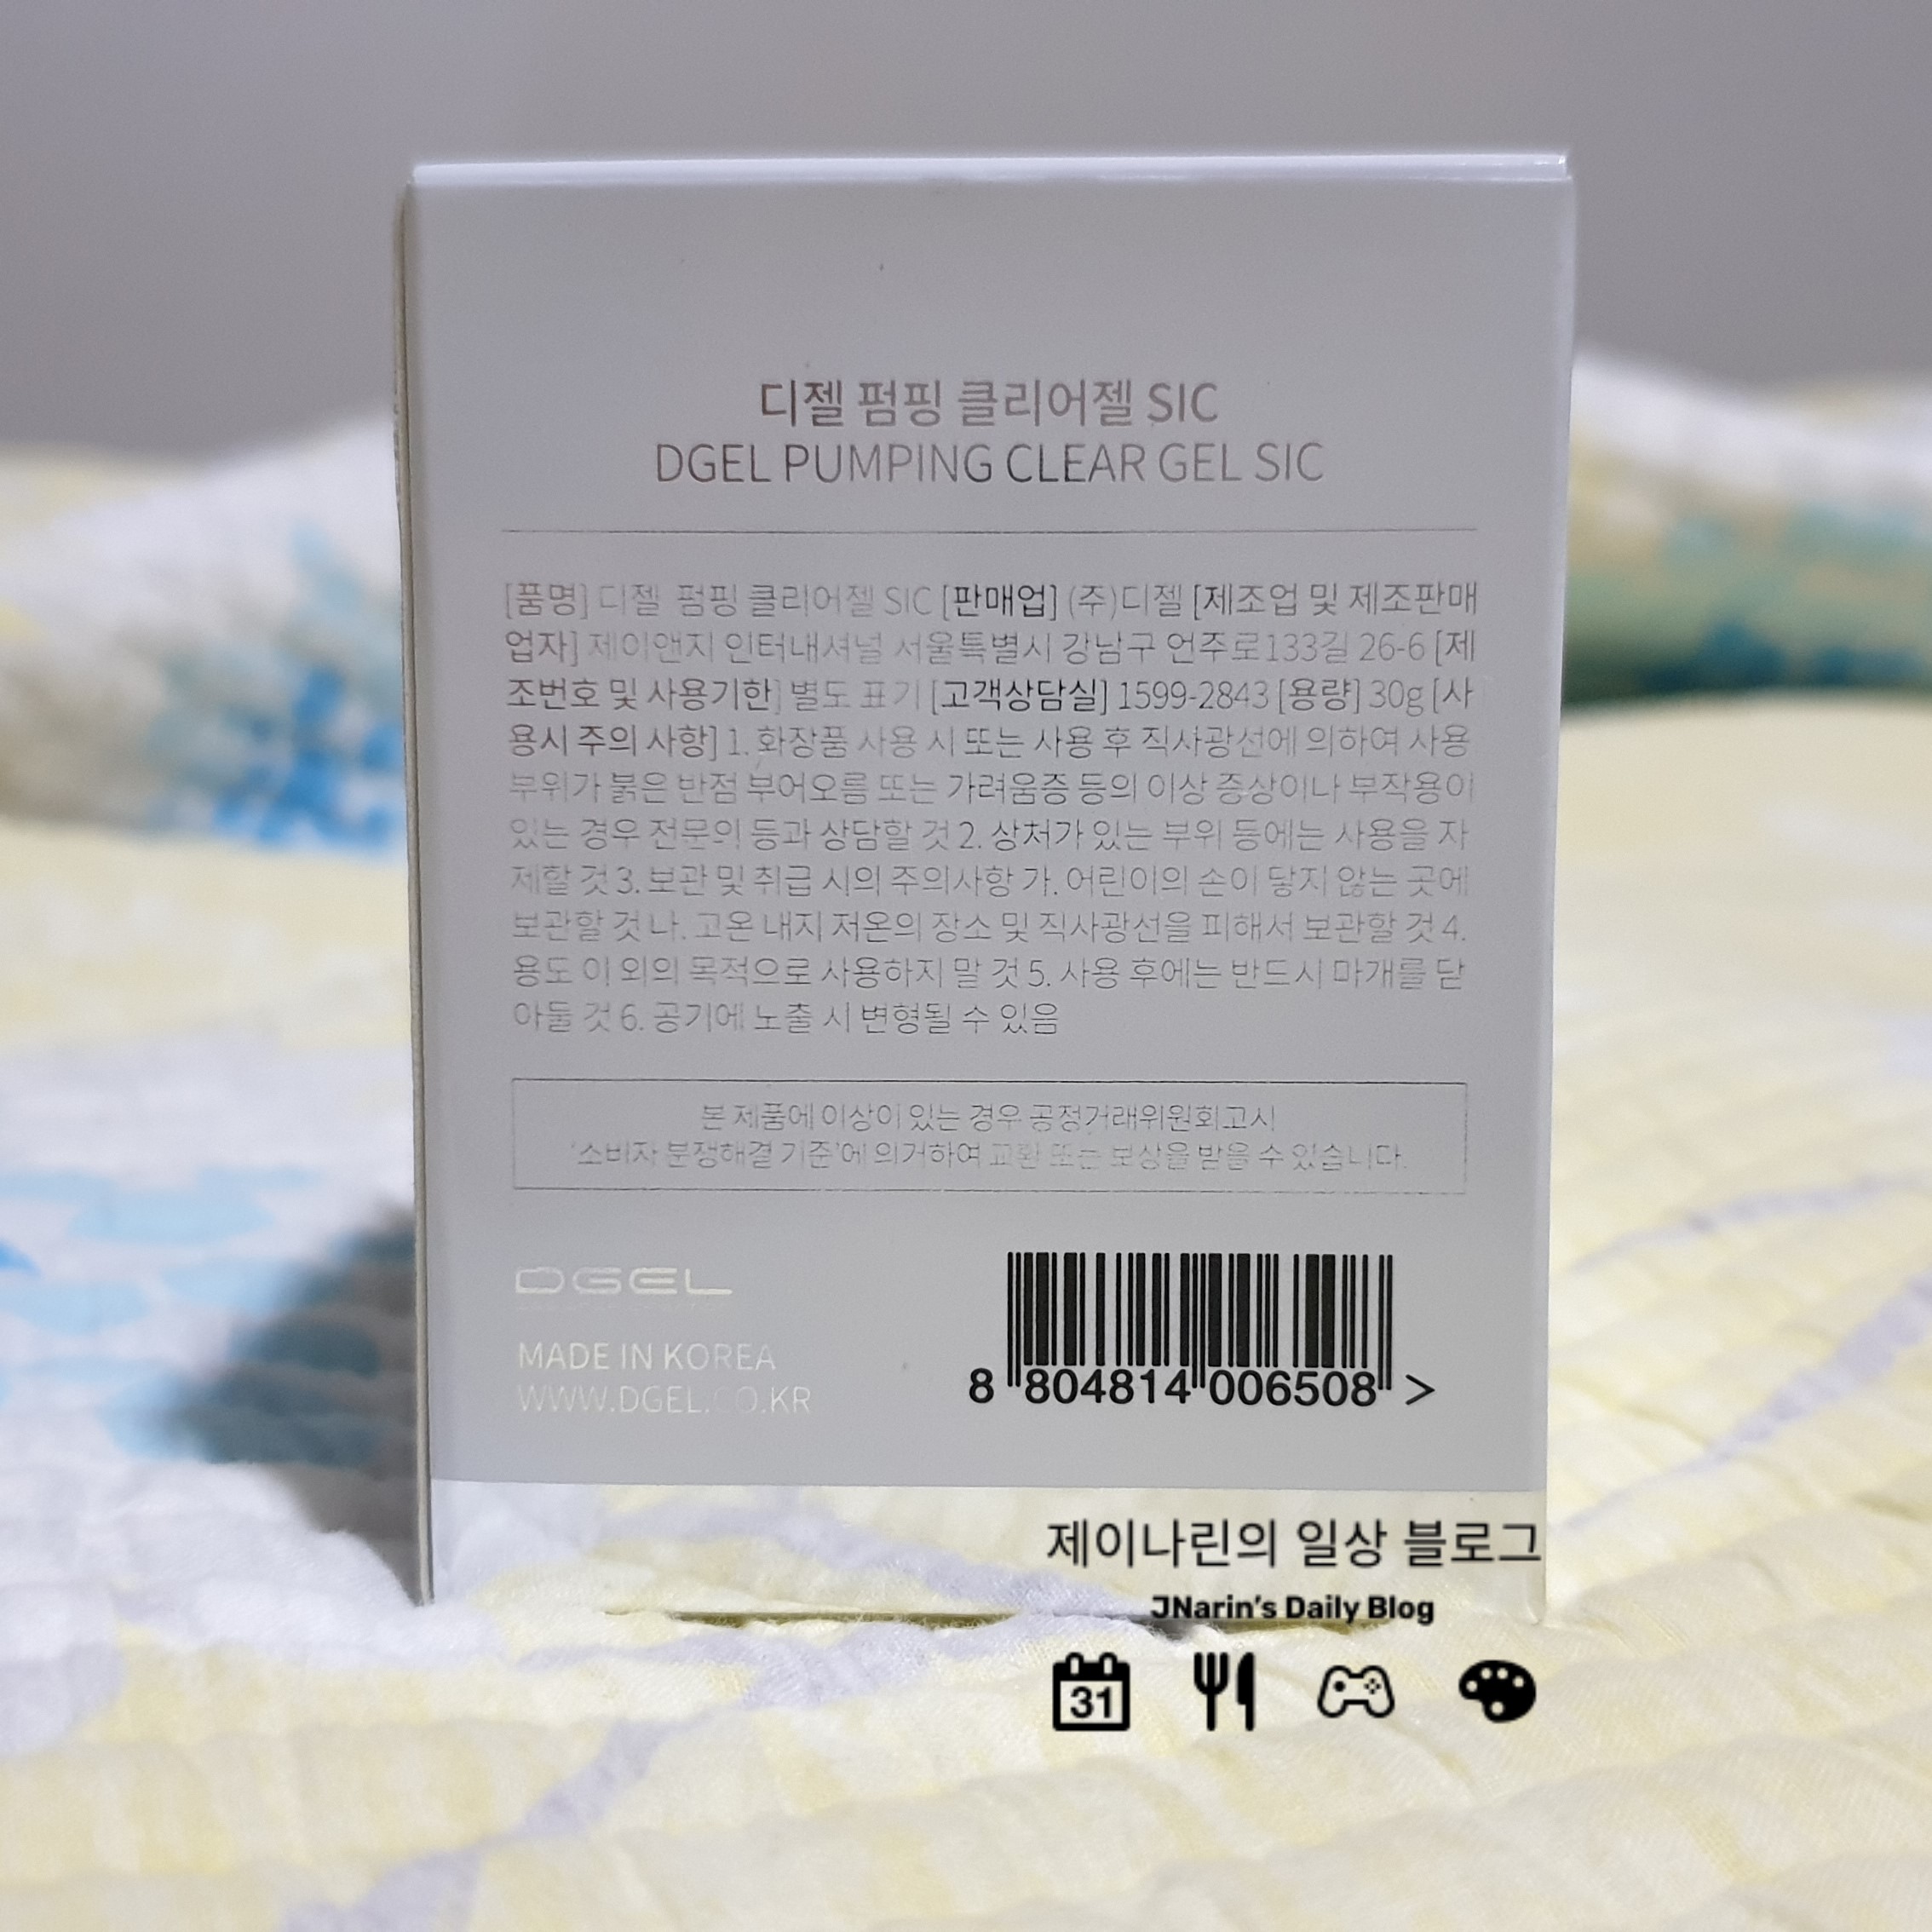 디젤 펌핑 클리어젤 SIC
DGEL PUMPING CLEAR GEL SIC
[품명] 디젤 펌핑 클리어젤 SIC [판매업] (주)디젤 [제조업 및 제조판매
업자] 제이앤지 인터내셔널 서울특별시 강남구 언주로133길 26-6 [제
조번호 및 사용기한] 별도 표기 [고객상담실] 1599-2843 [용량] 30g [사
용시 주의 사항] 1. 화장품 사용 시 또는 사용 후 직사광선에 의하여 사용
부위가 붉은 반점 부어오름 또는 가려움증 등의 이상 증상이나 부작용이
있는 경우 전문의 등과 상담할 것 2. 상처가 있는 부위 등에는 사용을 자
제할 것 3. 보관 및 취급 시의 주의사항 가. 어린이의 손이 닿지 않는 곳에
보관할 것 나. 고온 내지 저온의 장소 및 직사광선을 피해서 보관할 것 4.
용도 이 외의 목적으로 사용하지 말 것 5. 사용 후에는 반드시 마개를 닫
아둘 것 6. 공기에 노출 시 변형될 수 있음
본 제품에 이상이 있는 경우 공정거래위원회고시
'소비자 분쟁해결 기준'에 의거하여 교환 또는 보상을 받을 수 있습니다.
DGEL
MADE IN KOREA
WWW.DGEL.CO.KR
8 804814 006508 >
제이나린의 일상 블로그
JNarin's Daily Blog
31